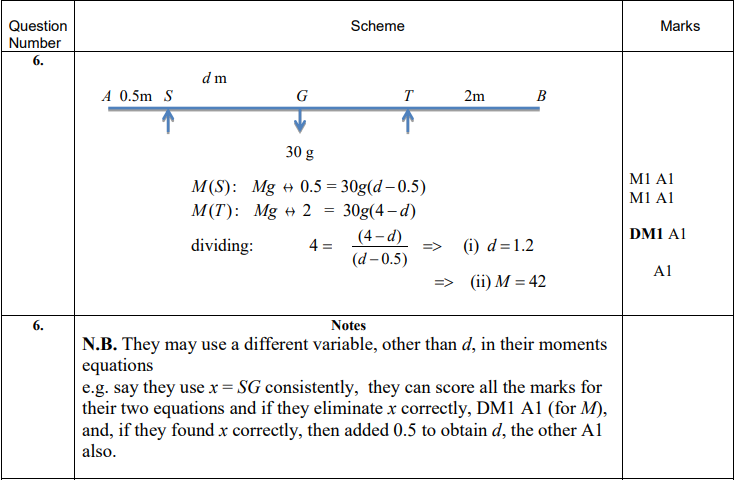 Question Number
Scheme
Marks
6.
d m
A 0.5m S G T 2m B
30 g
M(S): Mg ↔ 0.5 = 30g(d – 0.5)
M1 A1
M(T): Mg ↔ 2 = 30g(4 – d)
M1 A1
dividing: 4 = (4 – d) / (d – 0.5) => (i) d = 1.2
DM1 A1
=> (ii) M = 42
A1
6.
Notes
N.B. They may use a different variable, other than d, in their moments
equations
e.g. say they use x = SG consistently, they can score all the marks for
their two equations and if they eliminate x correctly, DM1 A1 (for M),
and, if they found x correctly, then added 0.5 to obtain d, the other A1
also.